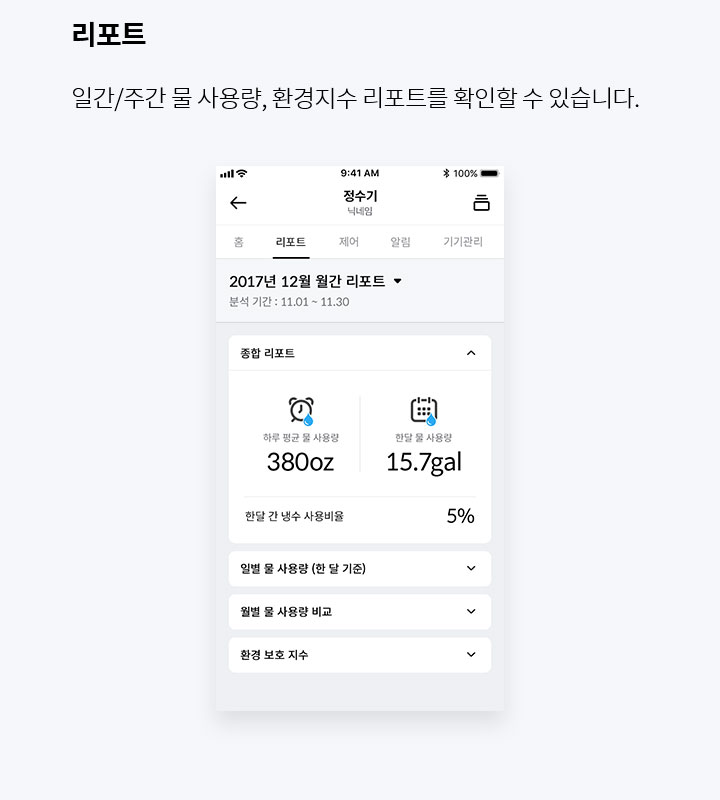 리포트
일간/주간 물 사용량, 환경지수 리포트를 확인할 수 있습니다.
9:41 AM
100%
정수기
닉네임
홈 리포트 제어 알림 기기관리
2017년 12월 월간 리포트
분석 기간 : 11.01 ~ 11.30
종합 리포트
하루 평균 물 사용량
380oz
한달 물 사용량
15.7gal
한달 간 냉수 사용비율 5%
일별 물 사용량 (한 달 기준)
월별 물 사용량 비교
환경 보호 지수